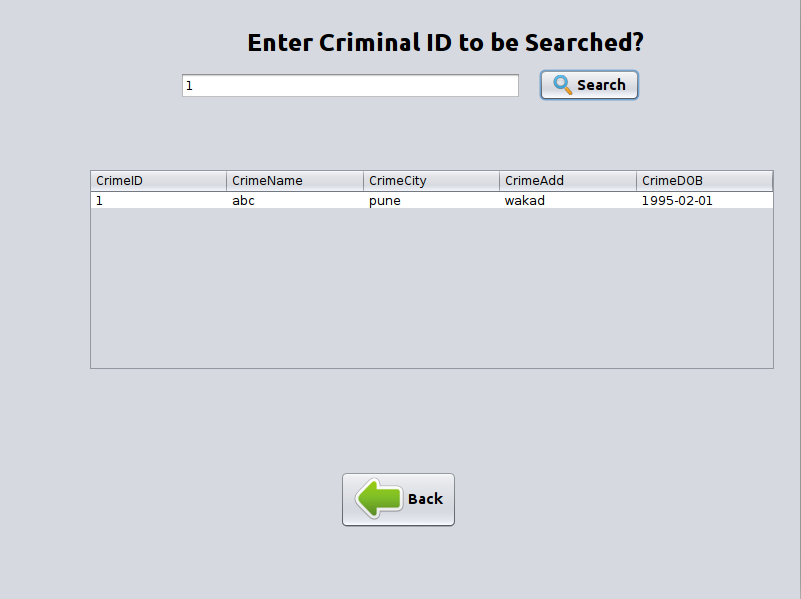 Enter Criminal ID to be Searched?
1 Search
CrimeID CrimeName CrimeCity CrimeAdd CrimeDOB
1 abc pune wakad 1995-02-01
Back